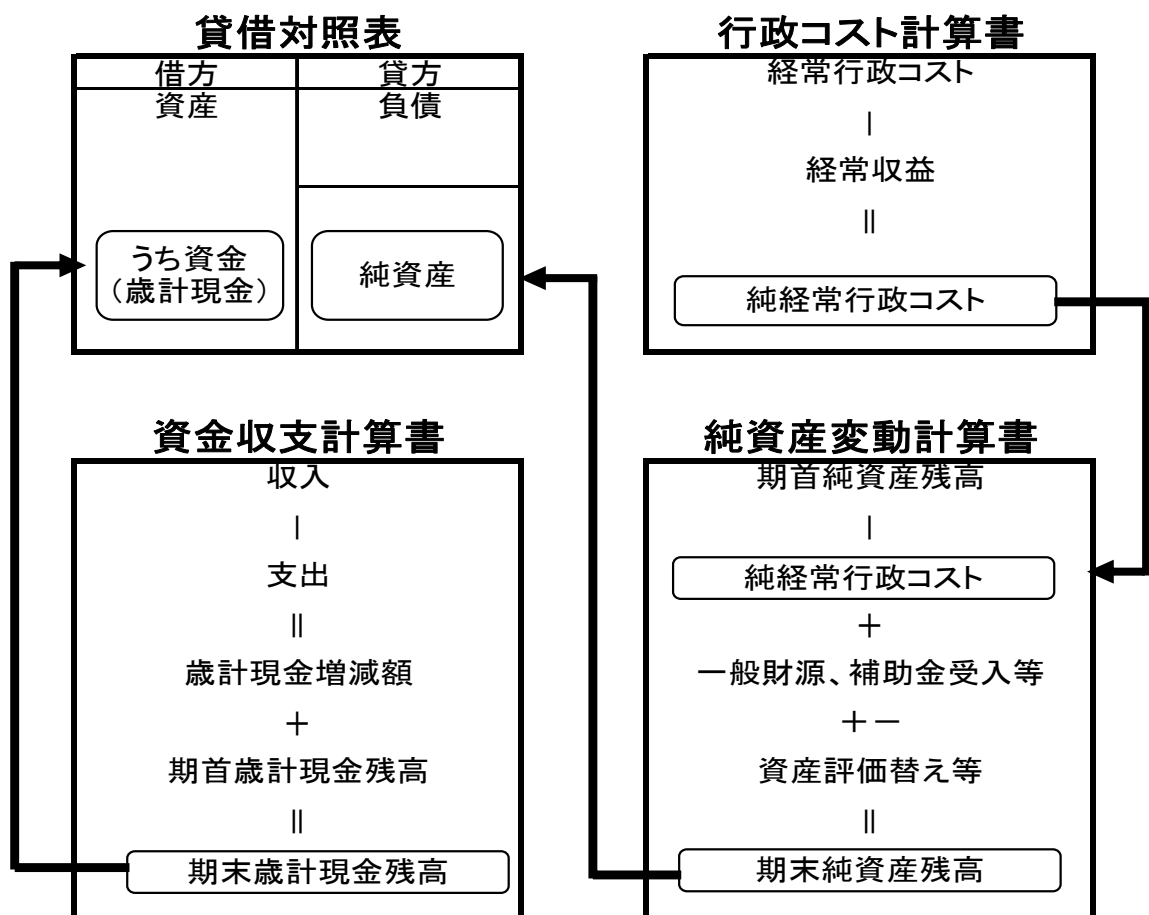 貸借対照表
借方
貸方
資産
負債
うち資金
（歳計現金）
純資産
行政コスト計算書
経常行政コスト
－
経常収益
＝
純経常行政コスト
資金収支計算書
収入
－
支出
＝
歳計現金増減額
＋
期首歳計現金残高
＝
期末歳計現金残高
純資産変動計算書
期首純資産残高
－
純経常行政コスト
＋
一般財源、補助金受入等
＋－
資産評価替え等
＝
期末純資産残高